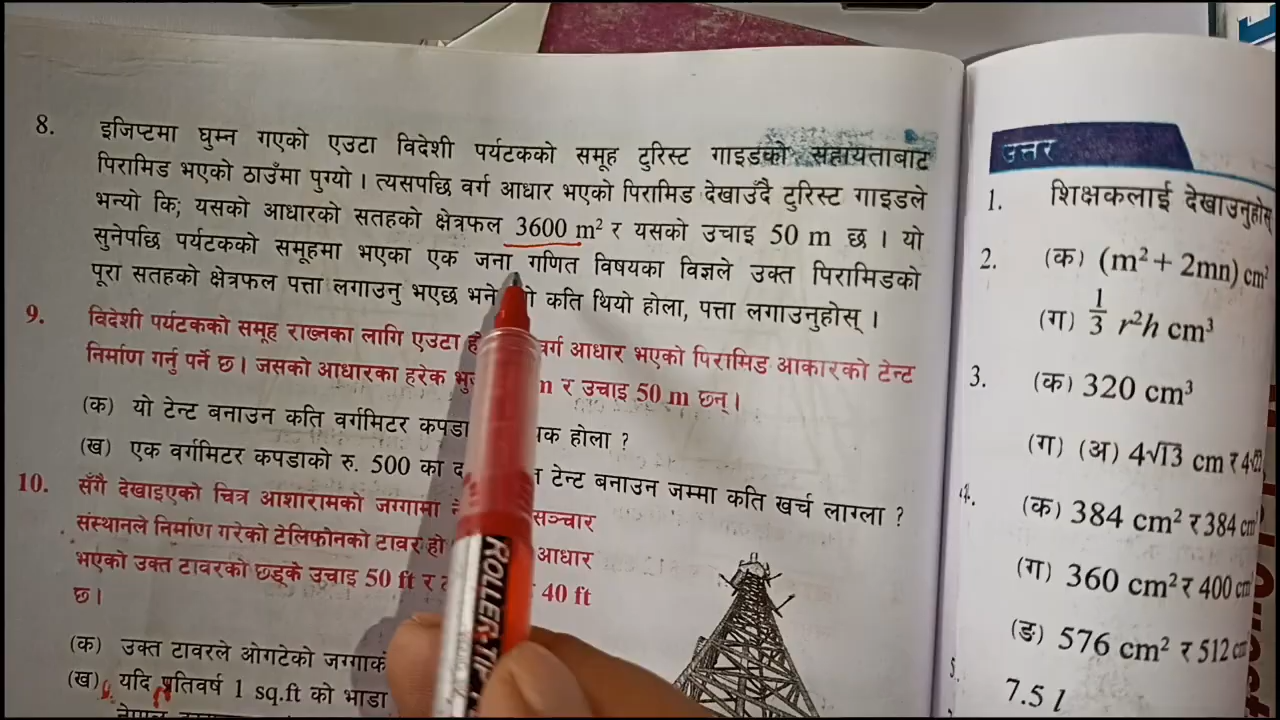 8. इजिप्टमा घुम्न गएको एउटा विदेशी पर्यटकको समूह टुरिस्ट गाइडको सहायताबाट
पिरामिड भएको ठाउँमा पुग्यो । त्यसपछि वर्ग आधार भएको पिरामिड देखाउँदै टुरिस्ट गाइडले
भन्यो कि; यसको आधारको सतहको क्षेत्रफल 3600 m² र यसको उचाइ 50 m छ । यो
सुनेपछि पर्यटकको समूहमा भएका एक जना गणित विषयका विज्ञले उक्त पिरामिडको
पूरा सतहको क्षेत्रफल पत्ता लगाउनु भएछ भने कति थियो होला, पत्ता लगाउनुहोस् ।
9. विदेशी पर्यटकको समूह राख्नका लागि एउटा वर्ग आधार भएको पिरामिड आकारको टेन्ट
निर्माण गर्नु पर्ने छ । जसको आधारका हरेक m र उचाइ 50 m छन् ।
(क) यो टेन्ट बनाउन कति वर्गमिटर कपडा होला ?
(ख) एक वर्गमिटर कपडाको रु. 500 का टेन्ट बनाउन जम्मा कति खर्च लाग्ला ?
10. सँगै देखाइएको चित्र आशारामको जग्गामा सञ्चार
संस्थानले निर्माण गरेको टेलिफोनको टावर हो आधार
भएको उक्त टावरको छड्के उचाइ 50 ft र 40 ft
छ ।
(क) उक्त टावरले ओगटेको
(ख) यदि प्रतिवर्ष 1 sq.ft को भाडा
उत्तर
1. शिक्षकलाई देखाउनुहोस्
2. (क) (m² + 2mn) cm²
(ग) 1/3 r²h cm³
3. (क) 320 cm³
(ग) (अ) 4√13 cm र
4. (क) 384 cm² र 384 cm
(ग) 360 cm² र 400 cm
(ङ) 576 cm² र 512 cm
5. 7.5 l
ROLLER TIP